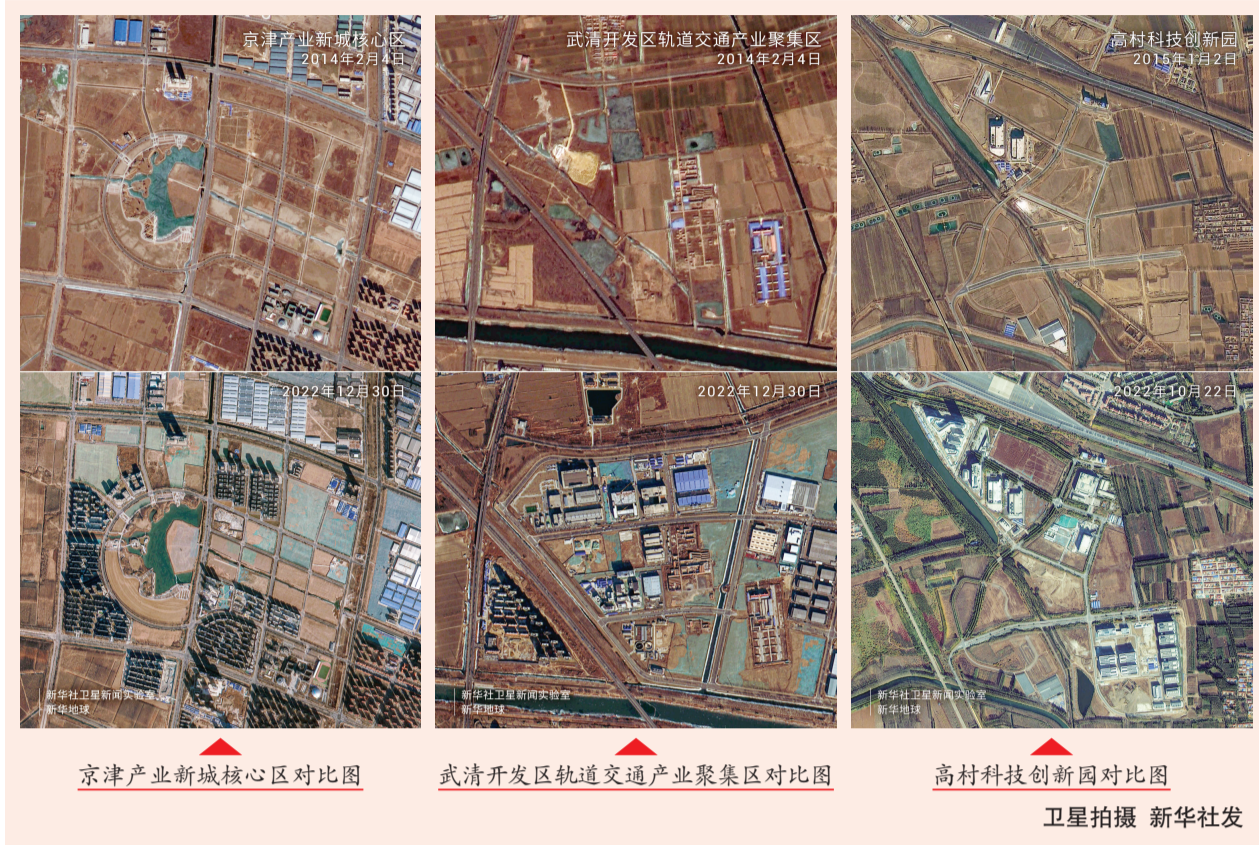 京津产业新城核心区
2014年2月4日
武清开发区轨道交通产业聚集区
2014年2月4日
高村科技创新园
2015年1月2日
2022年12月30日
2022年12月30日
2022年10月22日
新华社卫星新闻实验室
新华地球
新华社卫星新闻实验室
新华地球
新华社卫星新闻实验室
新华地球
京津产业新城核心区对比图
武清开发区轨道交通产业聚集区对比图
高村科技创新园对比图
卫星拍摄 新华社发